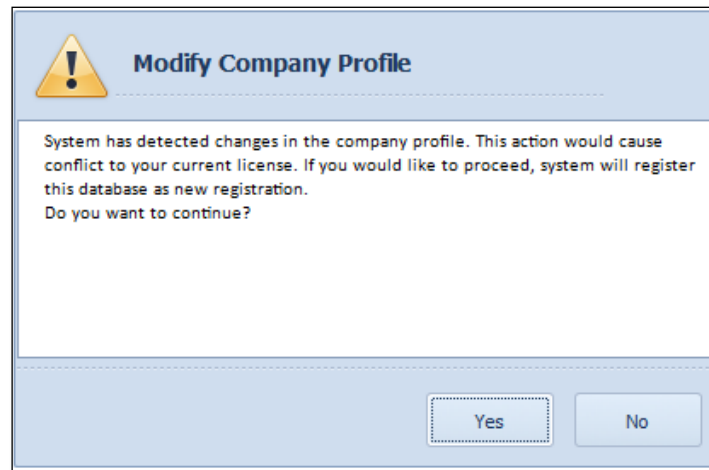 Modify Company Profile
System has detected changes in the company profile. This action would cause
conflict to your current license. If you would like to proceed, system will register
this database as new registration.
Do you want to continue?
Yes
No